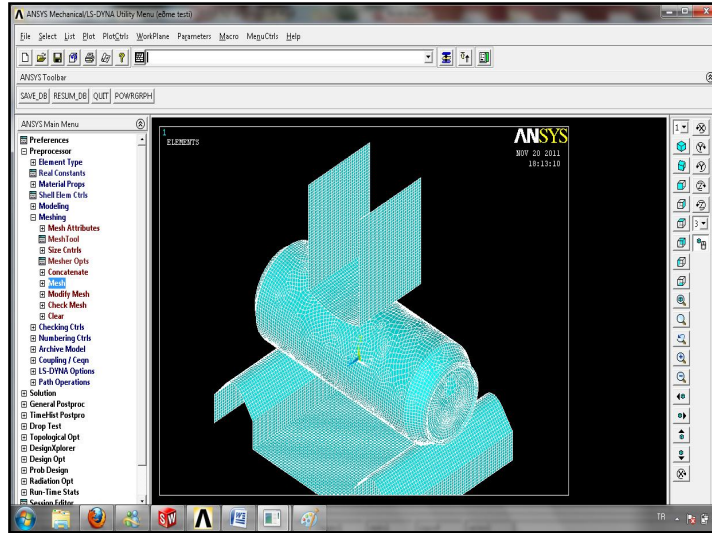 ANSYS Mechanical/LS-DYNA Utility Menu (eðme testi)
File Select List Plot PlotCtrls WorkPlane Parameters Macro MenuCtrls Help
ANSYS Toolbar
SAVE_DB RESUM_DB QUIT POWRGRPH
ANSYS Main Menu
Preferences
Preprocessor
Element Type
Real Constants
Material Props
Shell Elem Ctrls
Modeling
Meshing
Mesh Attributes
MeshTool
Size Cntrls
Mesher Opts
Concatenate
Mesh
Modify Mesh
Check Mesh
Clear
Checking Ctrls
Numbering Ctrls
Archive Model
Coupling / Ceqn
LS-DYNA Options
Path Operations
Solution
General Postproc
TimeHist Postpro
Drop Test
Topological Opt
DesignXplorer
Design Opt
Prob Design
Radiation Opt
Run-Time Stats
Session Editor
1
ELEMENTS
ANSYS
NOV 20 2011
18:13:10
1
3
SW
TR